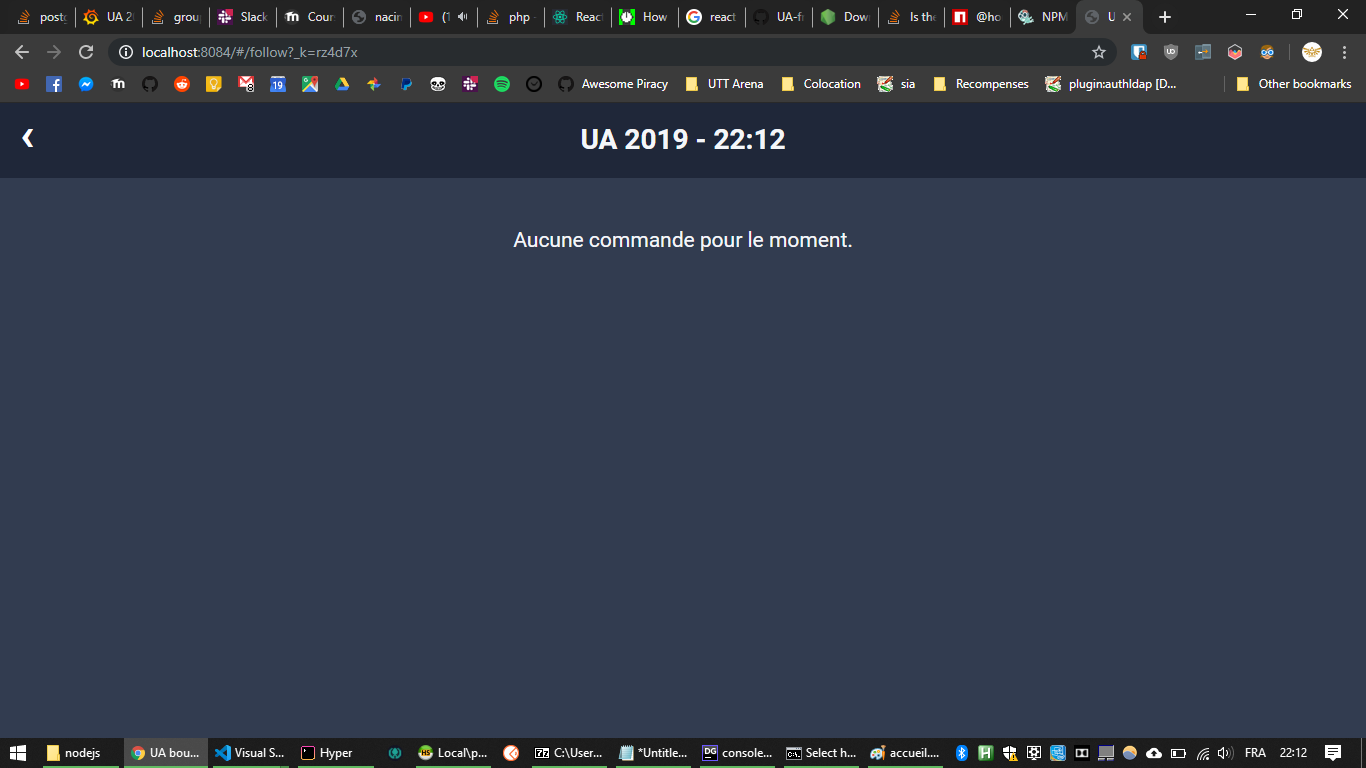 postg UA 2( grou Slack Cour nacin (1 php - React How react UA-fr Dow Is the @ho NPM U
localhost:8084/#/follow?_k=rz4d7x
8 19 Awesome Piracy UTT Arena Colocation sia Recompenses plugin:authldap [D... Other bookmarks
UA 2019 - 22:12
Aucune commande pour le moment.
nodejs UA bou... Visual S... Hyper Local\p... C:\User... *Untitle... console... Select h... accueil.... FRA 22:12